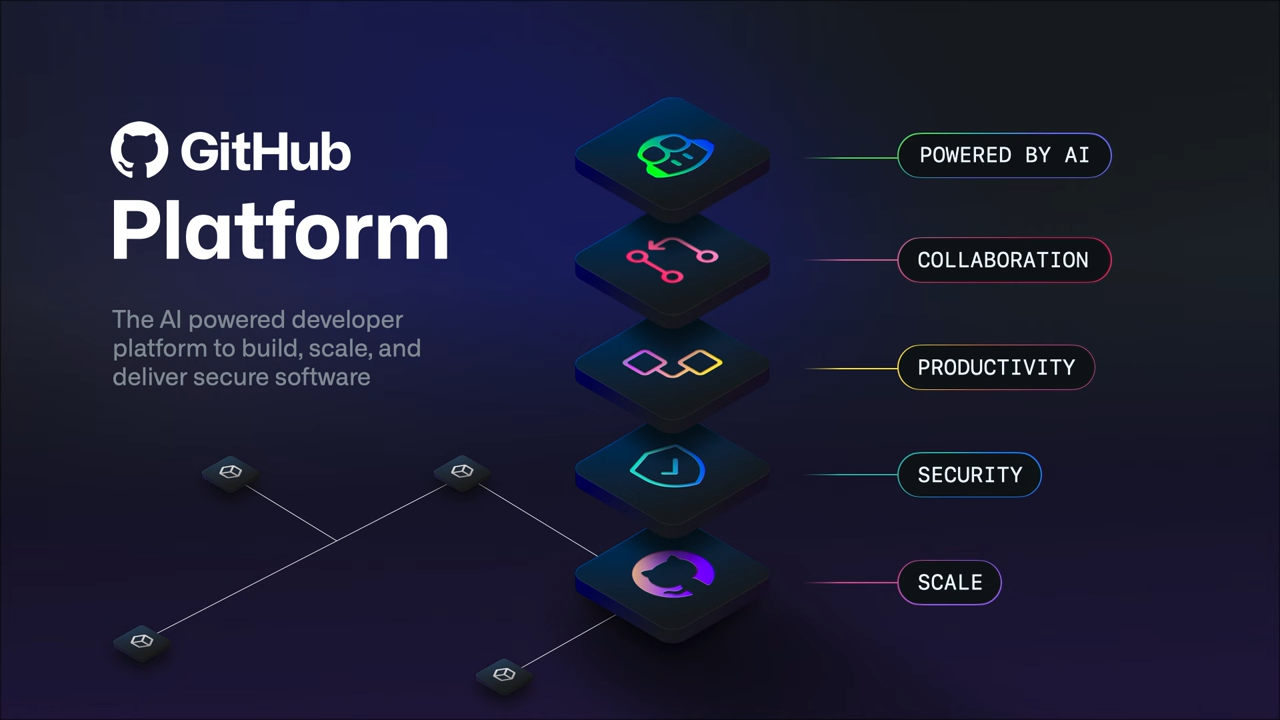 GitHub
Platform
The AI powered developer
platform to build, scale, and
deliver secure software
POWERED BY AI
COLLABORATION
PRODUCTIVITY
SECURITY
SCALE